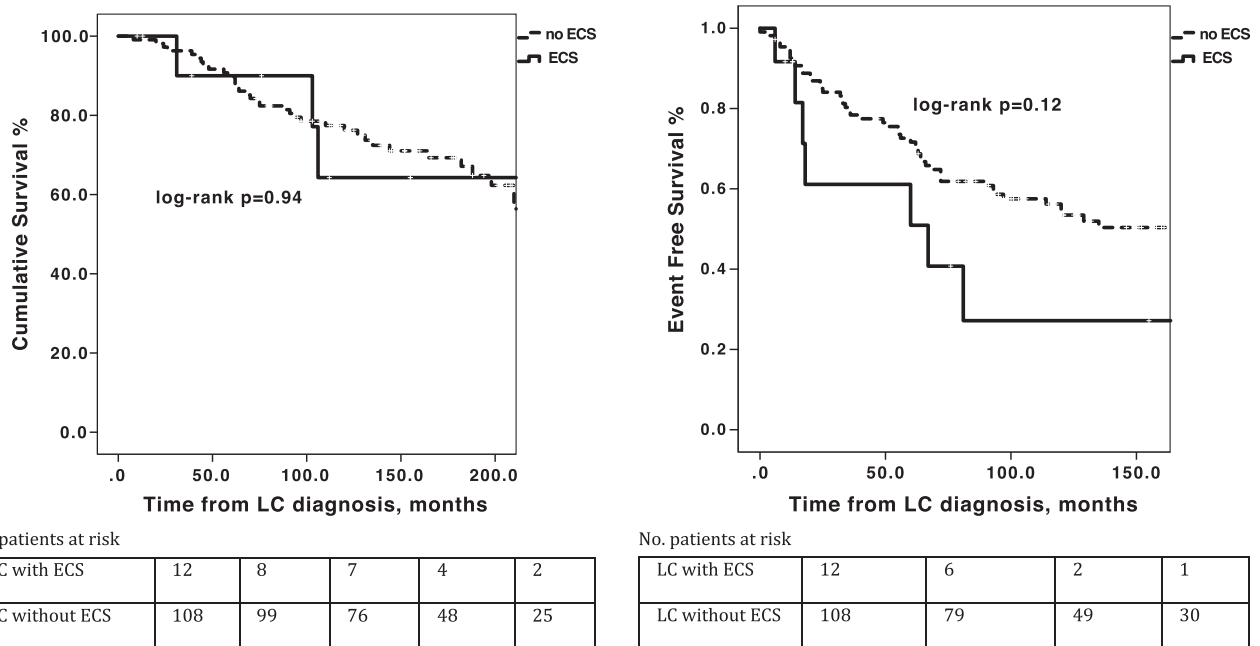 100.0
80.0
60.0
40.0
20.0
0.0
Cumulative Survival %
log-rank p=0.94
no ECS
ECS
.0 50.0 100.0 150.0 200.0
Time from LC diagnosis, months
patients at risk
C with ECS 12 8 7 4 2
C without ECS 108 99 76 48 25
1.0
0.8
0.6
0.4
0.2
0.0
Event Free Survival %
log-rank p=0.12
no ECS
ECS
.0 50.0 100.0 150.0
Time from LC diagnosis, months
No. patients at risk
LC with ECS 12 6 2 1
LC without ECS 108 79 49 30